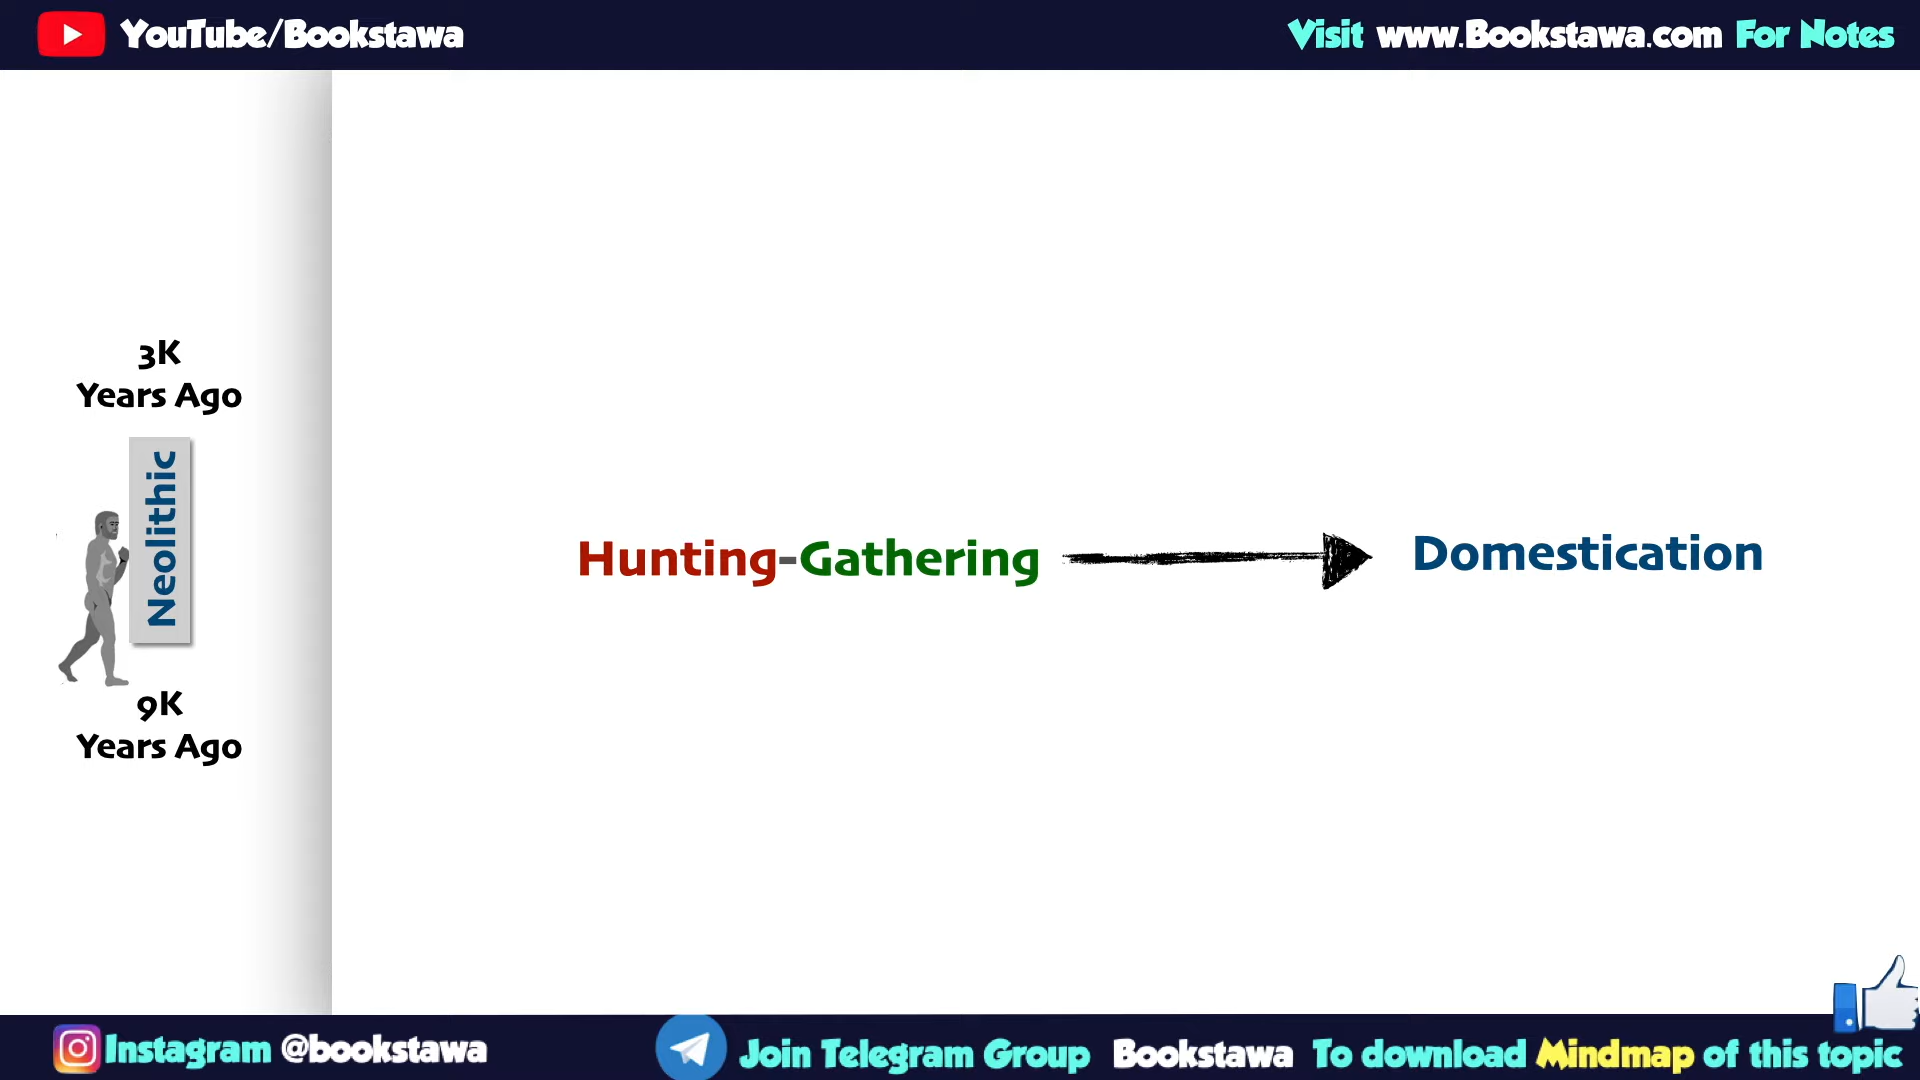 YouTube/Bookstawa
Visit www.Bookstawa.com For Notes
3K
Years Ago
Neolithic
9K
Years Ago
Hunting-Gathering
Domestication
Instagram @bookstawa
Join Telegram Group Bookstawa To download Mindmap of this topic